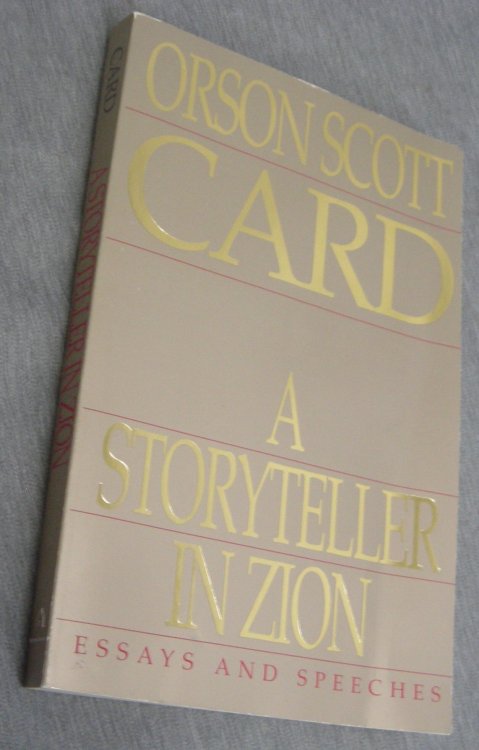 ORSON SCOTT
CARD
A
STORYTELLER
IN ZION
ESSAYS AND SPEECHES
CARD
A STORYTELLER IN ZION